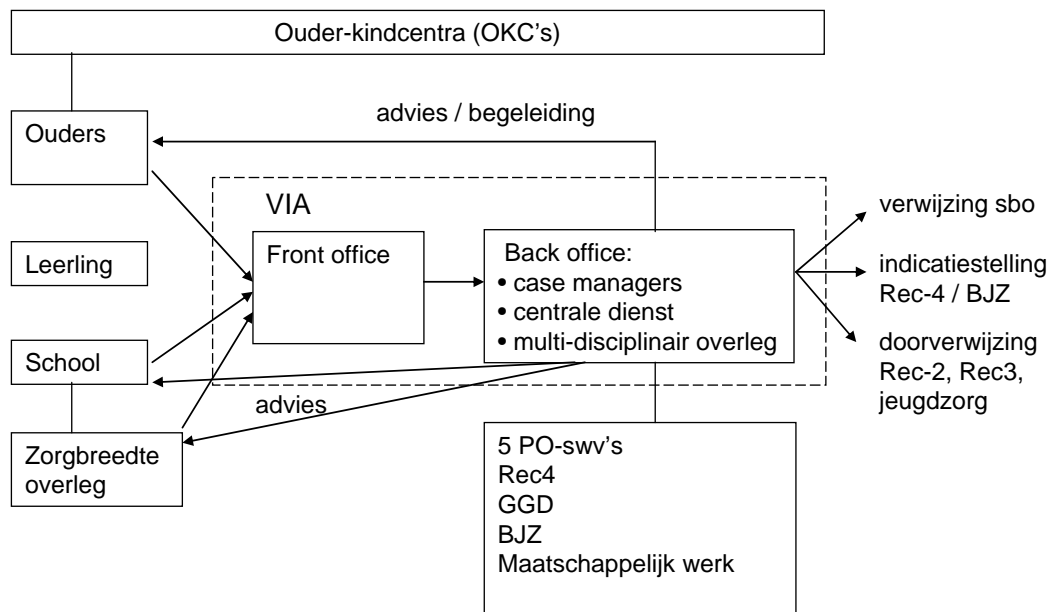 Ouder-kindcentra (OKC's)
advies / begeleiding
Ouders
VIA
verwijzing sbo
Front office
Back office:
• case managers
• centrale dienst
• multi-disciplinair overleg
Leerling
indicatiestelling
Rec-4 / BJZ
School
doorverwijzing
Rec-2, Rec3,
jeugdzorg
advies
Zorgbreedte
overleg
5 PO-swv's
Rec4
GGD
BJZ
Maatschappelijk werk